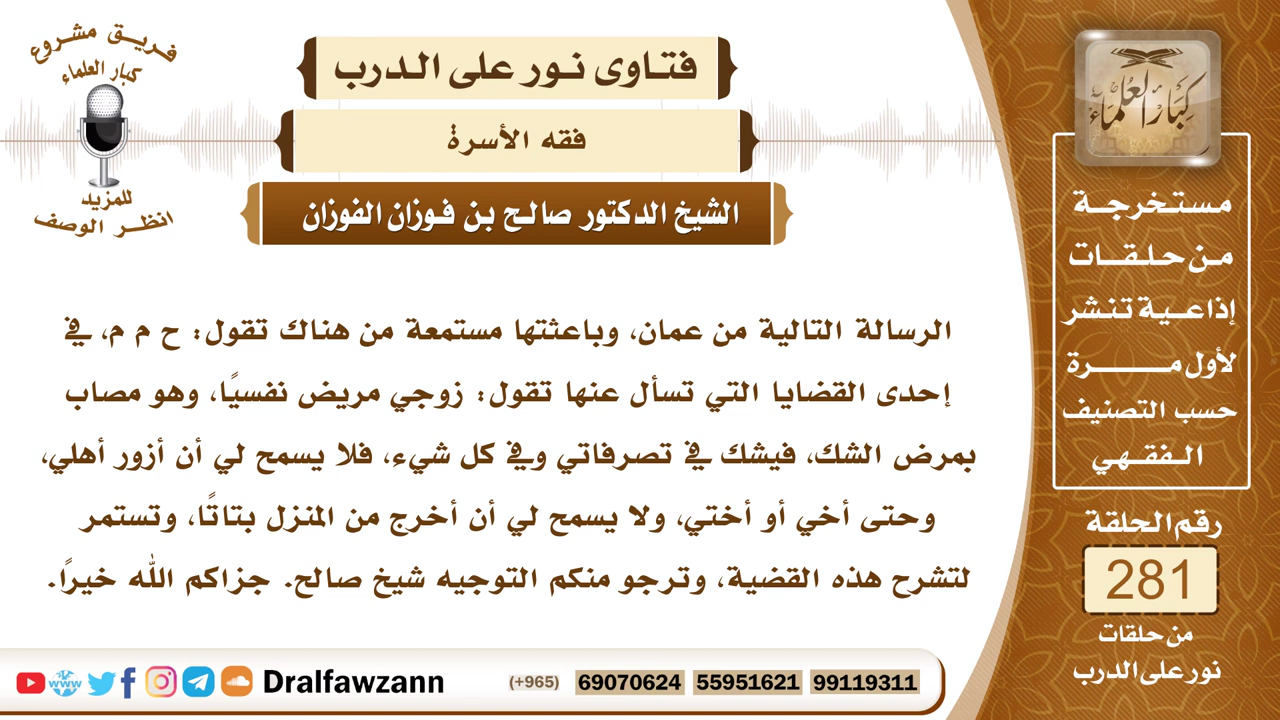 فريق مشروع
كبار العلماء
للمزيد
انظر الوصف
فتاوى نور على الدرب
فقه الأسرة
الشيخ الدكتور صالح بن فوزان الفوزان
الرسالة التالية من عمان، وباعثتها مستمعة من هناك تقول: ح م م، في
إحدى القضايا التي تسأل عنها تقول: زوجي مريض نفسيًا، وهو مصاب
بمرض الشك، فيشك في تصرفاتي وفي كل شيء، فلا يسمح لي أن أزور أهلي،
وحتى أخي أو أختي، ولا يسمح لي أن أخرج من المنزل بتاتًا، وتستمر
لتشرح هذه القضية، وترجو منكم التوجيه شيخ صالح. جزاكم الله خيرًا.
كبار العلماء
مستخرجة
من حلقات
إذاعية تنشر
لأول مرة
حسب التصنيف
الفقهي
رقم الحلقة
281
من حلقات
نور على الدرب
www
Dralfawzann
(+965) 69070624 55951621 99119311